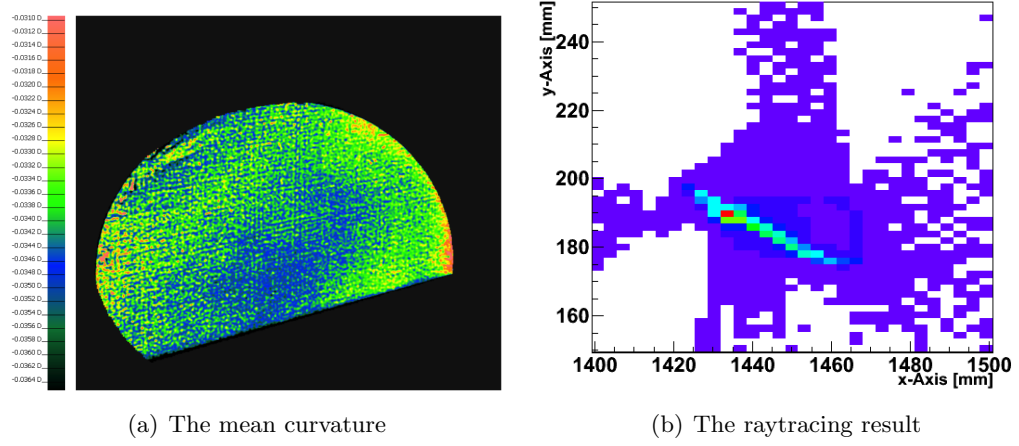 -0.0310 D
-0.0312 D
-0.0314 D
-0.0316 D
-0.0318 D
-0.0320 D
-0.0322 D
-0.0324 D
-0.0326 D
-0.0328 D
-0.0330 D
-0.0332 D
-0.0334 D
-0.0336 D
-0.0338 D
-0.0340 D
-0.0342 D
-0.0344 D
-0.0346 D
-0.0348 D
-0.0350 D
-0.0352 D
-0.0354 D
-0.0356 D
-0.0358 D
-0.0360 D
-0.0362 D
-0.0364 D
(a) The mean curvature
y-Axis [mm]
240
220
200
180
160
1400 1420 1440 1460 1480 1500
x-Axis [mm]
(b) The raytracing result